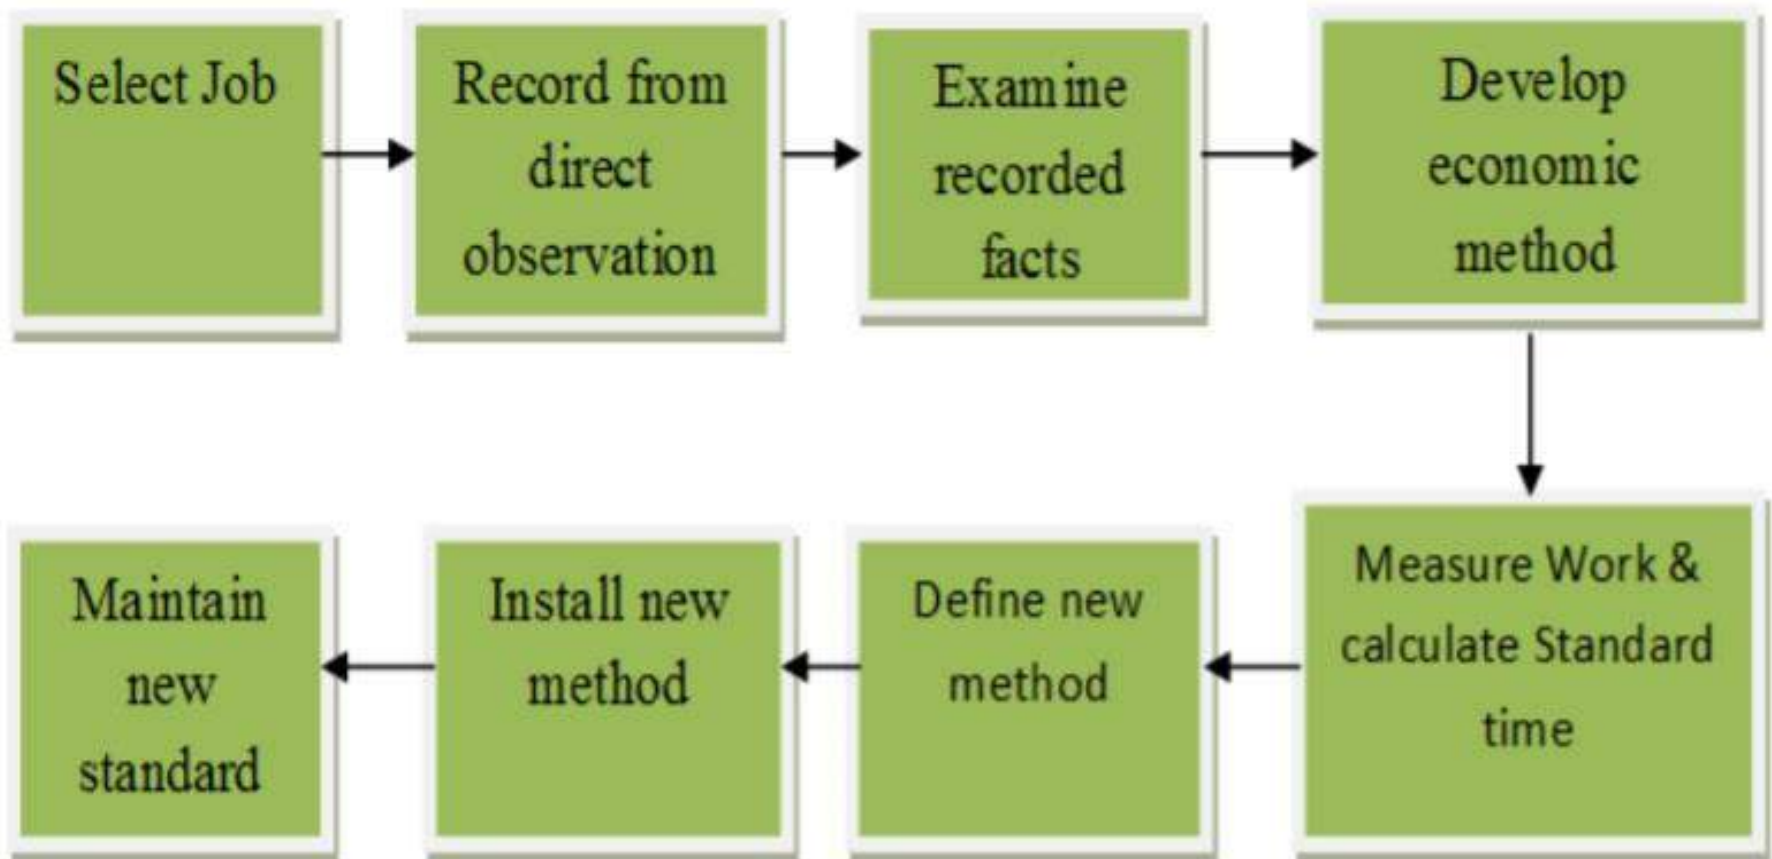 Select Job
Record from
direct
observation
Examine
recorded
facts
Develop
economic
method
Measure Work &
calculate Standard
time
Define new
method
Install new
method
Maintain
new
standard